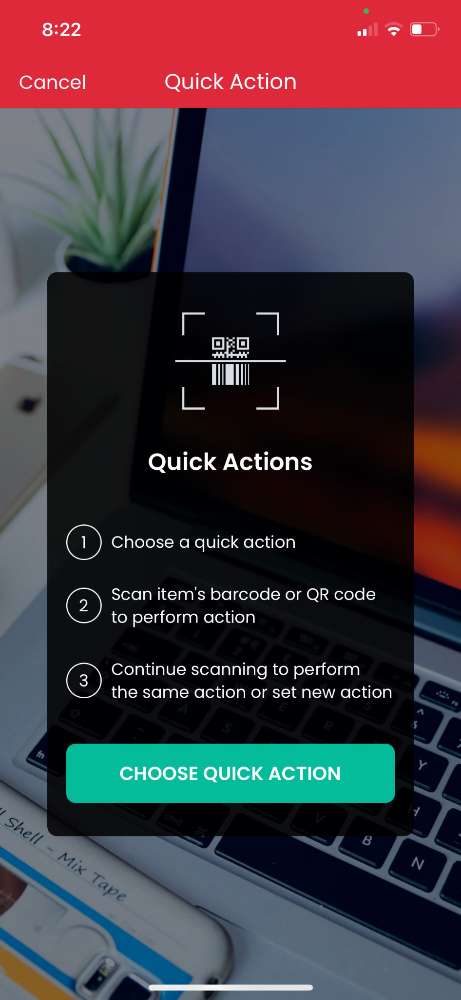 8:22
Cancel
Quick Action
Quick Actions
1
Choose a quick action
2
Scan item's barcode or QR code
to perform action
3
Continue scanning to perform
the same action or set new action
CHOOSE QUICK ACTION
fn
cmd
A
S
E
R
5
6
Y
H
V
B
N
Shell - Mix Tape